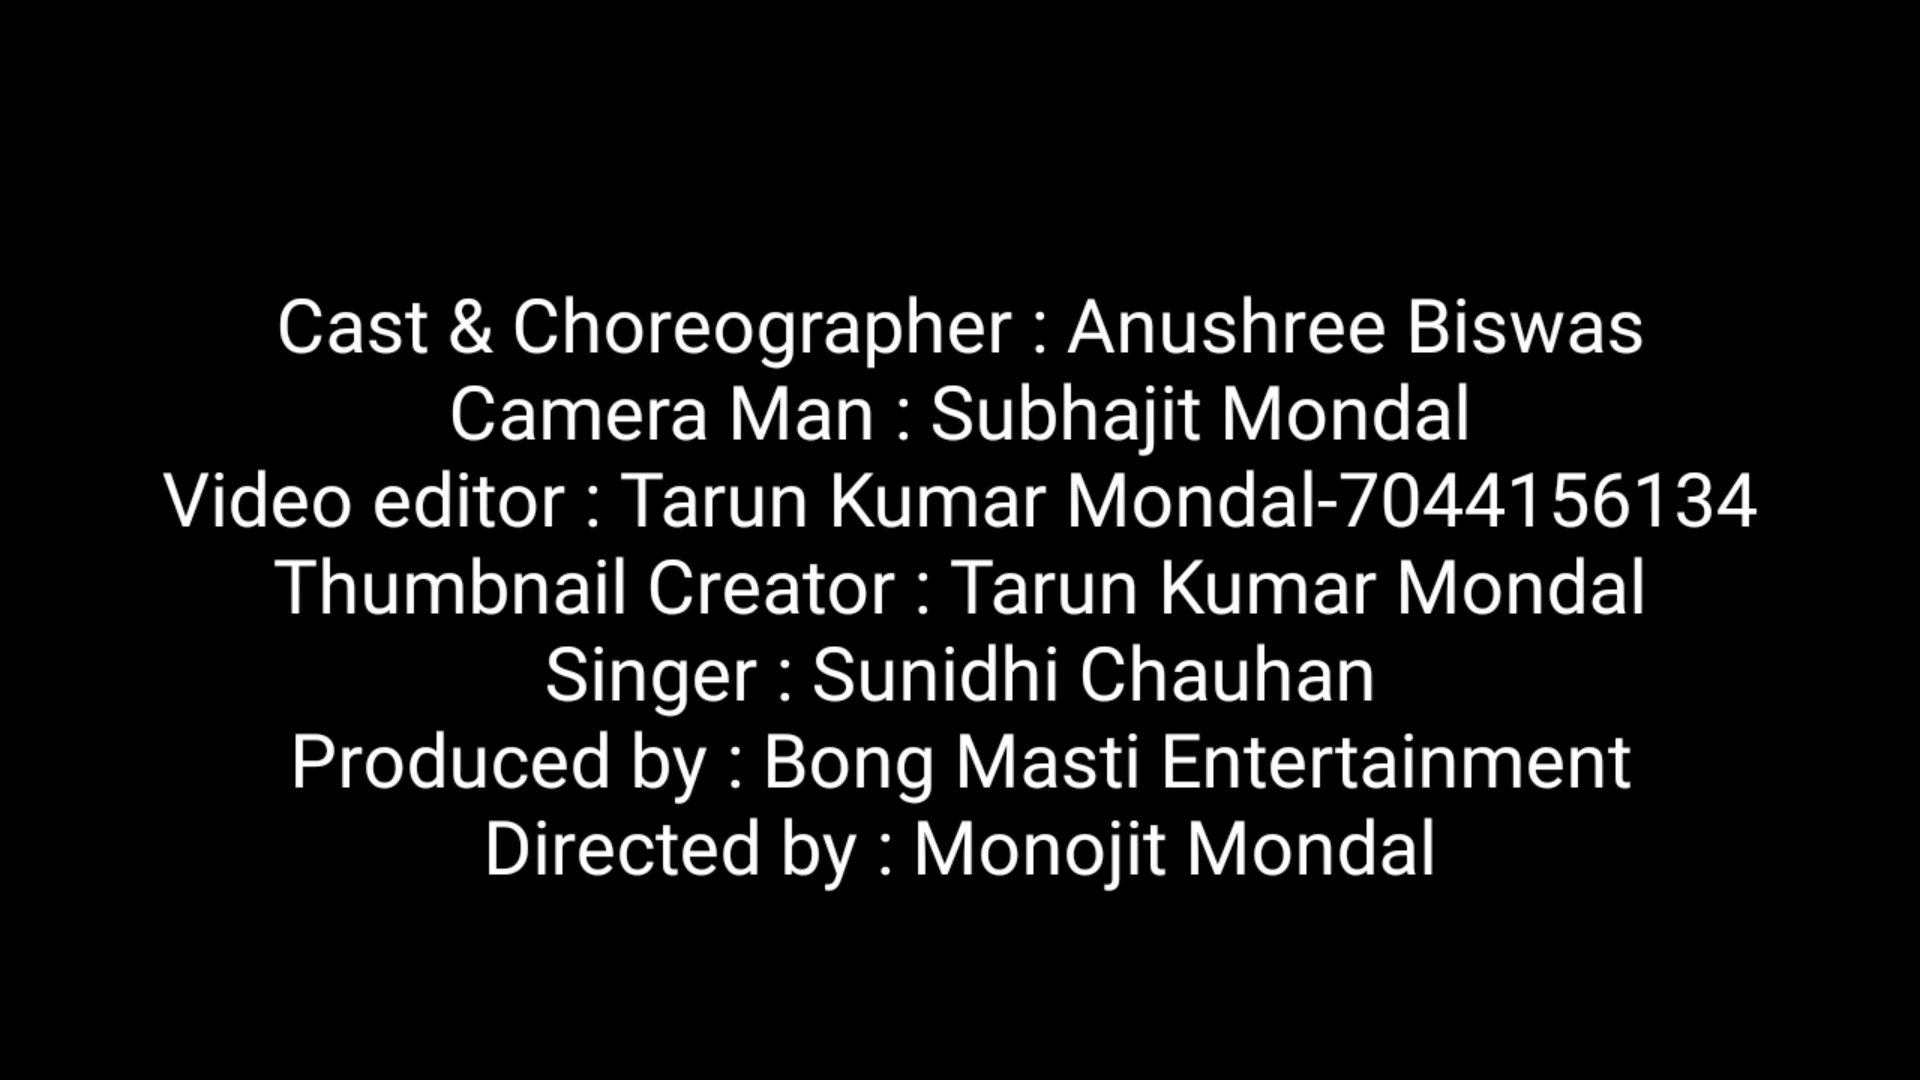 Cast & Choreographer : Anushree Biswas
Camera Man : Subhajit Mondal
Video editor : Tarun Kumar Mondal-7044156134
Thumbnail Creator : Tarun Kumar Mondal
Singer : Sunidhi Chauhan
Produced by : Bong Masti Entertainment
Directed by : Monojit Mondal